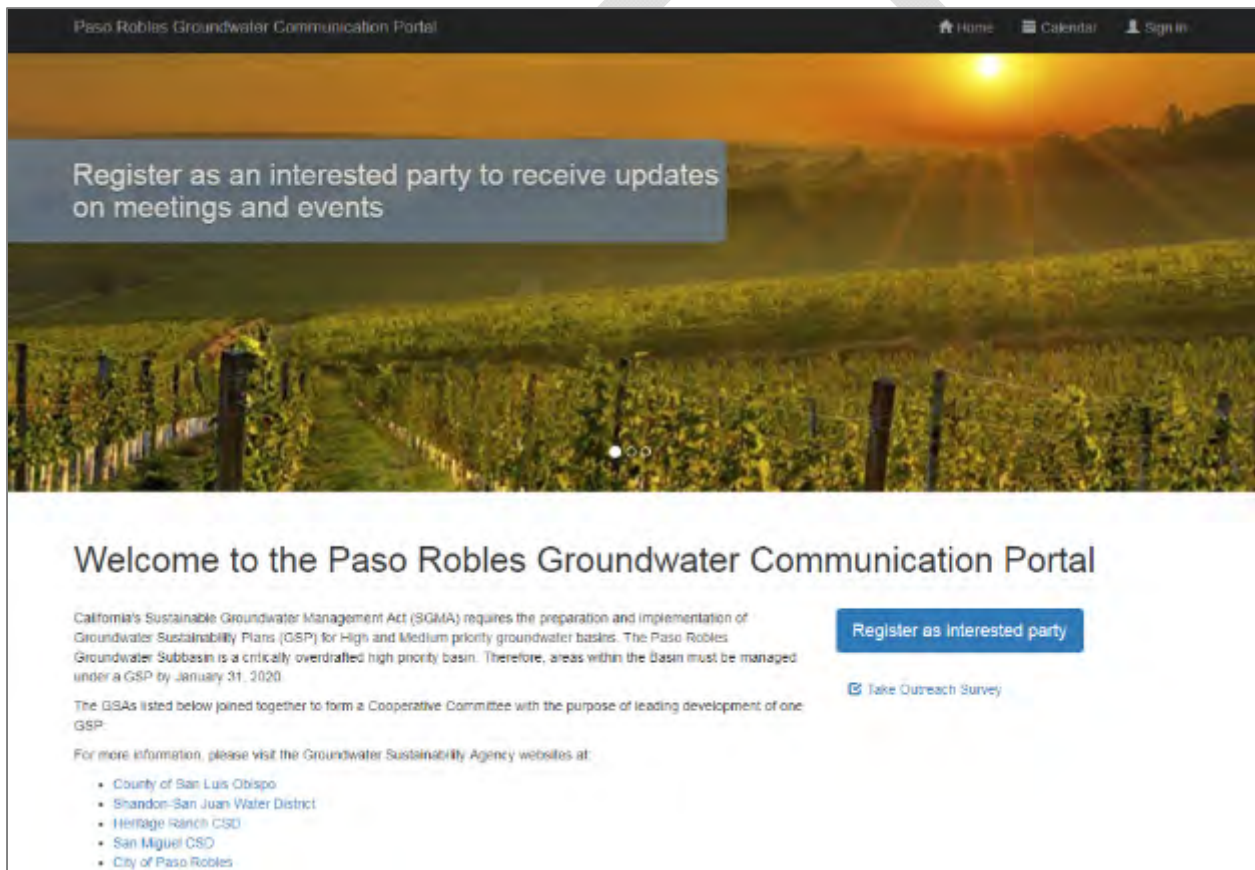 Paso Robles Groundwater Communication Portal
Home Calendar Sign in
Register as an interested party to receive updates
on meetings and events
Welcome to the Paso Robles Groundwater Communication Portal
California's Sustainable Groundwater Management Act (SGMA) requires the preparation and implementation of
Groundwater Sustainability Plans (GSP) for High and Medium priority groundwater basins. The Paso Robles
Groundwater Subbasin is a critically overdrafted high priority basin. Therefore, areas within the Basin must be managed
under a GSP by January 31, 2020.
The GSAs listed below joined together to form a Cooperative Committee with the purpose of leading development of one
GSP.
For more information, please visit the Groundwater Sustainability Agency websites at:
• County of San Luis Obispo
• Shandon-San Juan Water District
• Heritage Ranch CSD
• San Miguel CSD
• City of Paso Robles
Register as interested party
Take Outreach Survey